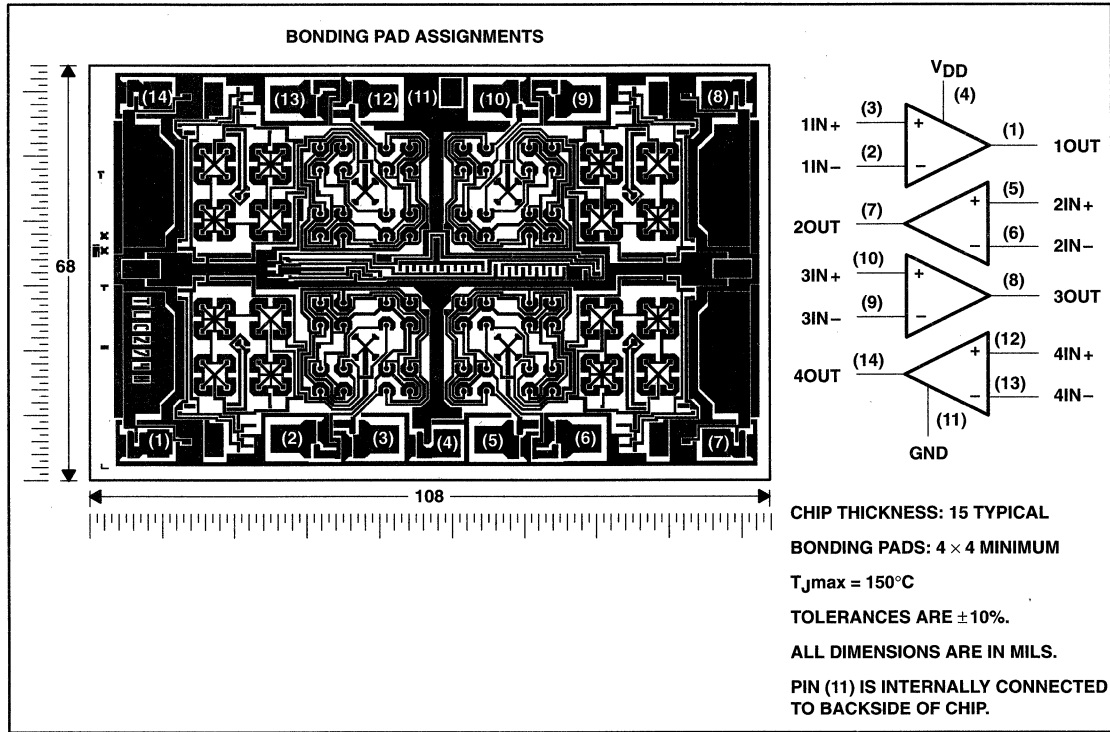 BONDING PAD ASSIGNMENTS
(14)
(13)
(12)
(11)
(10)
(9)
(8)
68
(1)
(2)
(3)
(4)
(5)
(6)
(7)
108
VDD
(4)
1IN+
(3)
+
(1)
1OUT
1IN−
(2)
−
2OUT
(7)
+
(5)
2IN+
−
(6)
2IN−
3IN+
(10)
+
(8)
3OUT
3IN−
(9)
−
4OUT
(14)
+
(12)
4IN+
−
(13)
4IN−
(11)
GND
CHIP THICKNESS: 15 TYPICAL
BONDING PADS: 4 × 4 MINIMUM
TJmax = 150°C
TOLERANCES ARE ±10%.
ALL DIMENSIONS ARE IN MILS.
PIN (11) IS INTERNALLY CONNECTED
TO BACKSIDE OF CHIP.